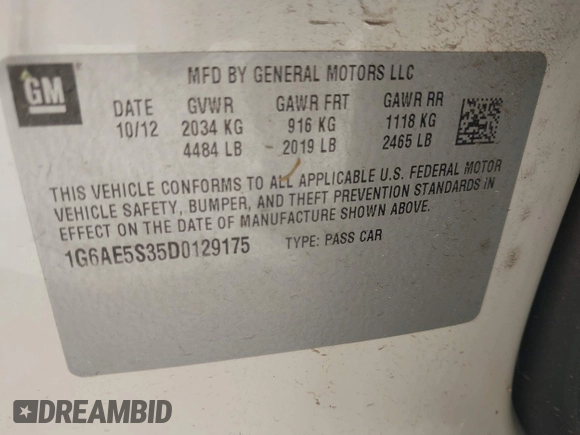 GM
MFD BY GENERAL MOTORS LLC
DATE GVWR GAWR FRT GAWR RR
10/12 2034 KG 916 KG 1118 KG
4484 LB 2019 LB 2465 LB
THIS VEHICLE CONFORMS TO ALL APPLICABLE U.S. FEDERAL MOTOR
VEHICLE SAFETY, BUMPER, AND THEFT PREVENTION STANDARDS IN
EFFECT ON THE DATE OF MANUFACTURE SHOWN ABOVE.
1G6AE5S35D0129175 TYPE: PASS CAR
DREAMBID